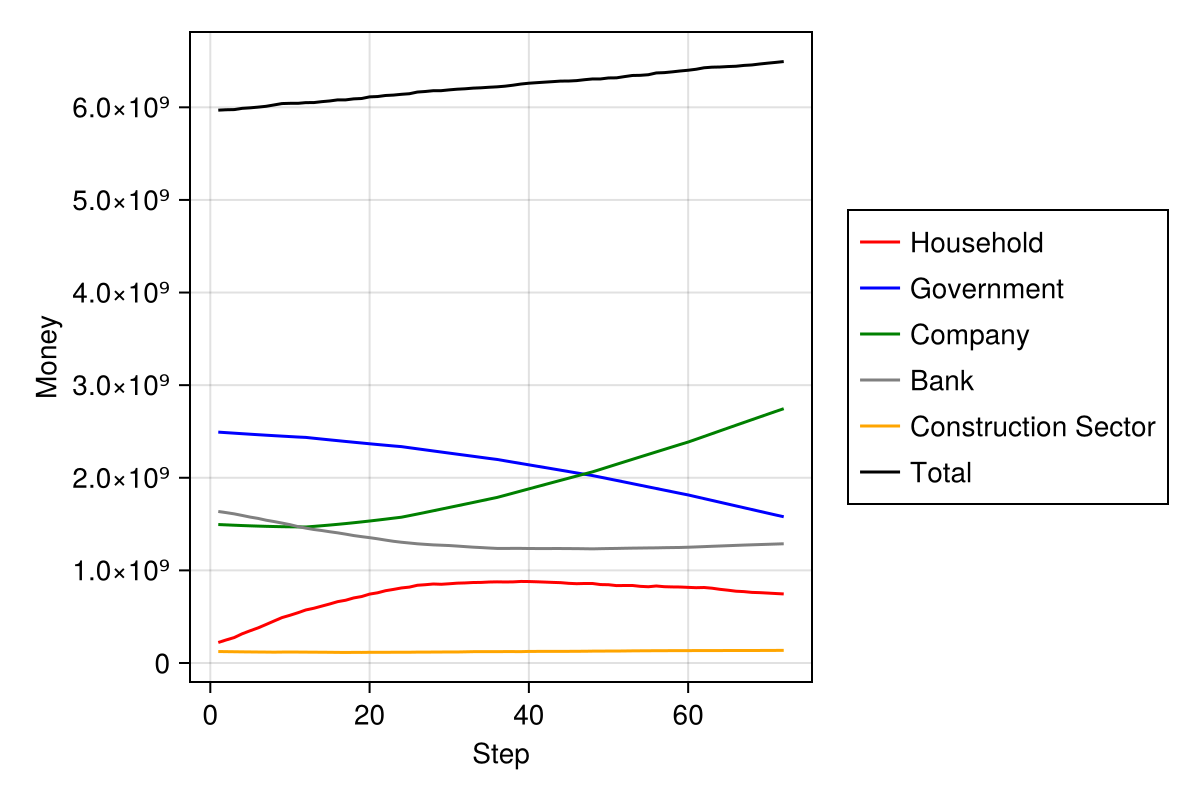 6.0×10⁹
5.0×10⁹
4.0×10⁹
3.0×10⁹
2.0×10⁹
1.0×10⁹
0
Money
0 20 40 60
Step
Household
Government
Company
Bank
Construction Sector
Total